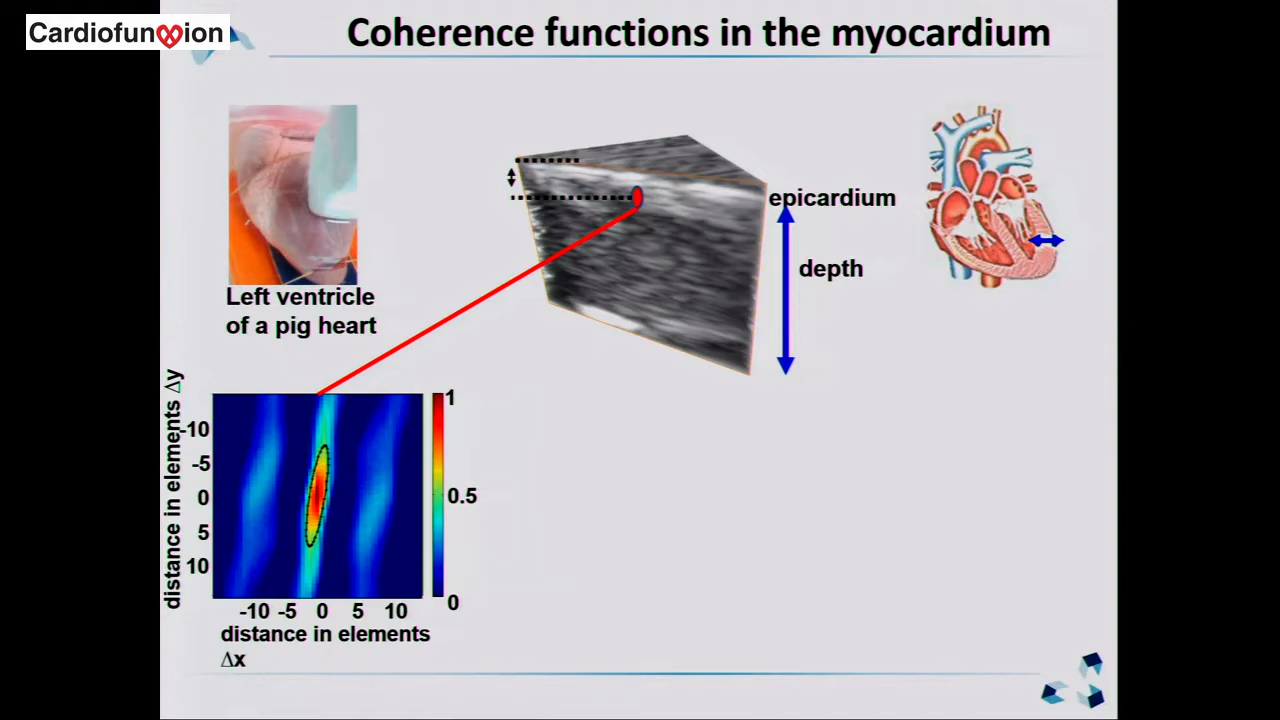 Cardiofunxion
Coherence functions in the myocardium
epicardium
depth
Left ventricle
of a pig heart
distance in elements Δy
-10
-5
0
5
10
1
0.5
0
-10 -5 0 5 10
distance in elements
Δx